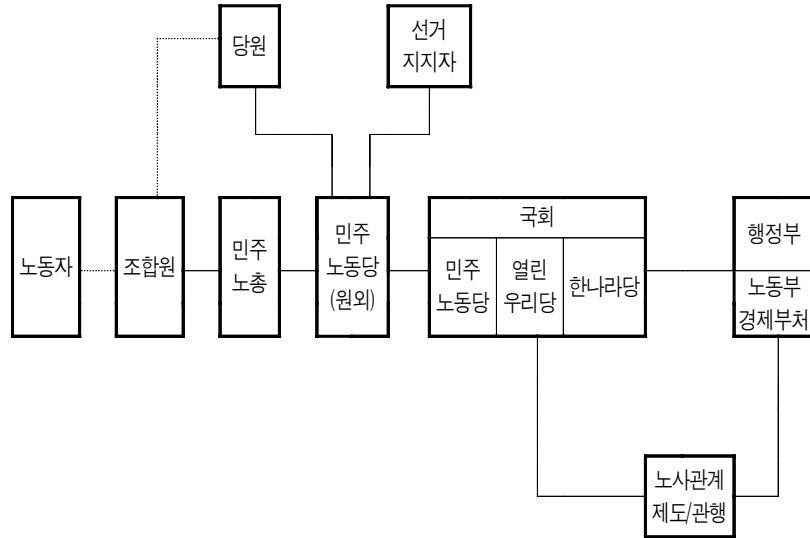 당원
선거
지지자
노동자
조합원
민주
노총
민주
노동당
(원외)
국회
민주
노동당
열린
우리당
한나라당
행정부
노동부
경제부처
노사관계
제도/관행